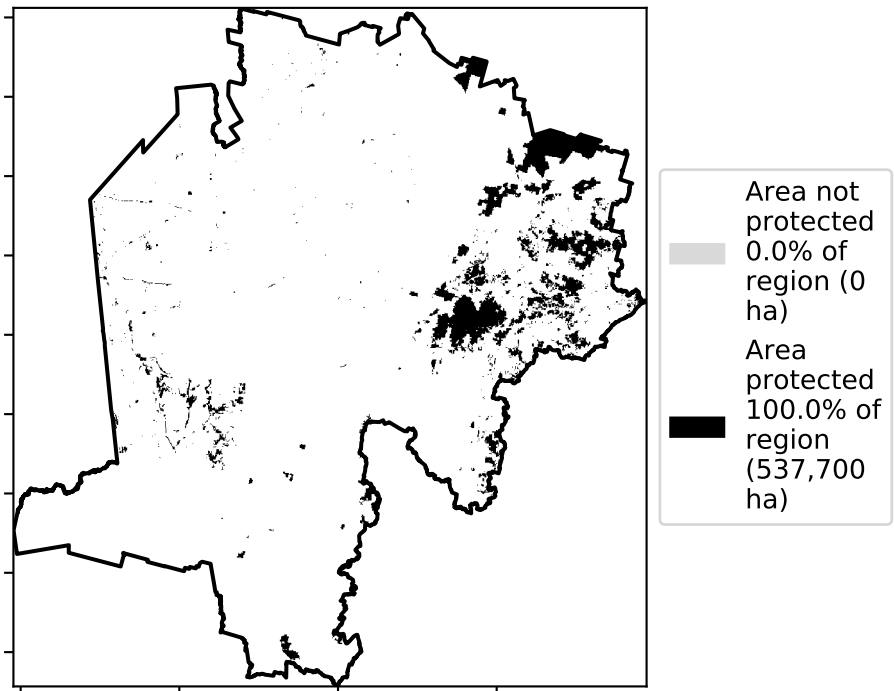 Area not
protected
0.0% of
region (0
ha)
Area
protected
100.0% of
region
(537,700
ha)